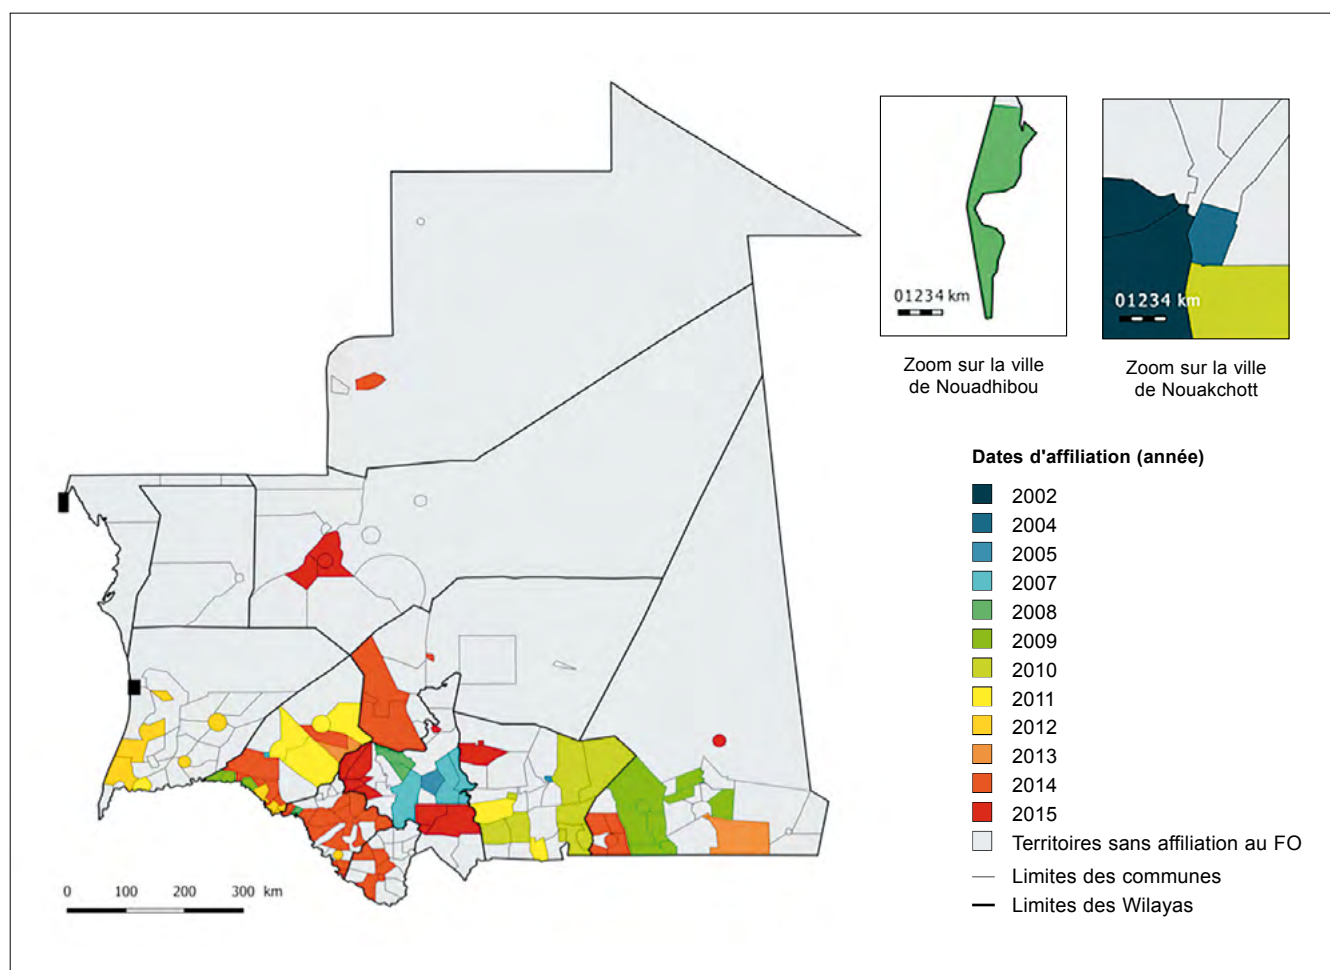 01234 km
01234 km
Zoom sur la ville
de Nouadhibou
Zoom sur la ville
de Nouakchott
Dates d'affiliation (année)
2002
2004
2005
2007
2008
2009
2010
2011
2012
2013
2014
2015
Territoires sans affiliation au FO
Limites des communes
Limites des Wilayas
0 100 200 300 km